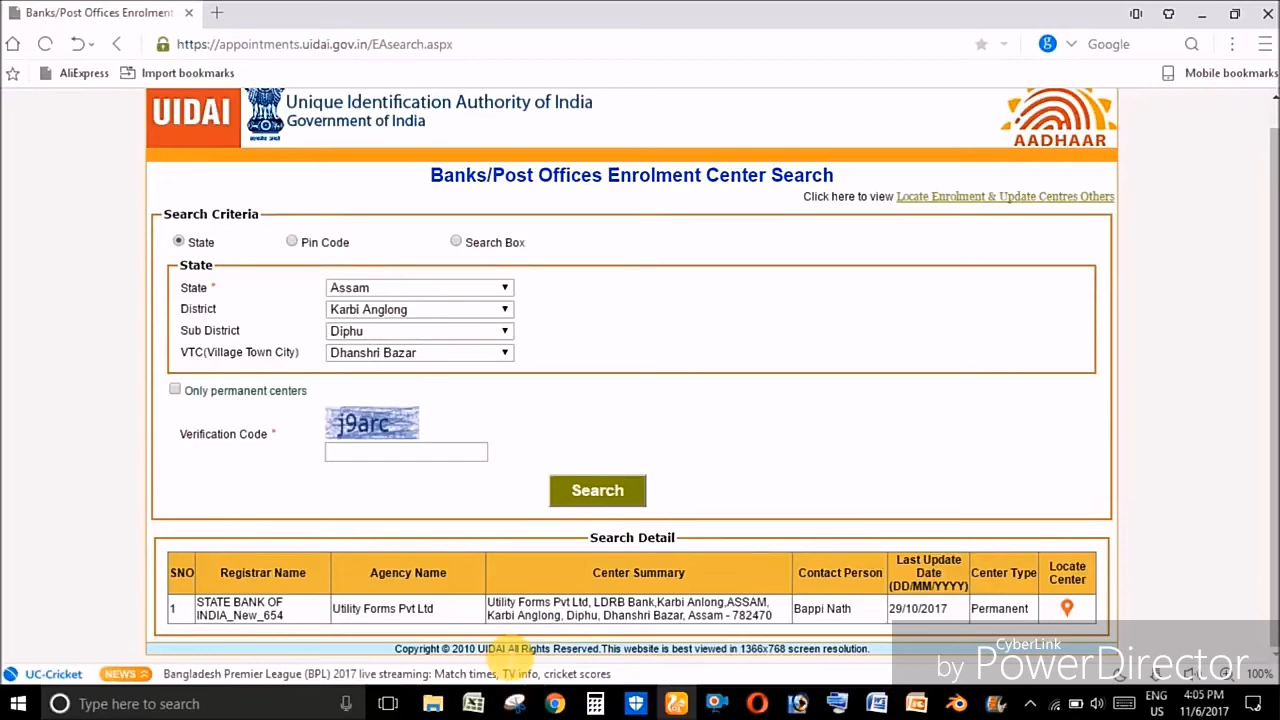 Banks/Post Offices Enrolment
https://appointments.uidai.gov.in/EAsearch.aspx
Google
AliExpress
Import bookmarks
Mobile bookmarks
UIDAI
Unique Identification Authority of India
Government of India
AADHAAR
Banks/Post Offices Enrolment Center Search
Click here to view Locate Enrolment & Update Centres Others
Search Criteria
State
Pin Code
Search Box
State
State *
Assam
District
Karbi Anglong
Sub District
Diphu
VTC(Village Town City)
Dhanshri Bazar
Only permanent centers
j9arc
Verification Code *
Search
Search Detail
SNO
Registrar Name
Agency Name
Center Summary
Contact Person
Last Update
Date
(DD/MM/YYYY)
Center Type
Locate
Center
1
STATE BANK OF
INDIA_New_654
Utility Forms Pvt Ltd
Utility Forms Pvt Ltd, LDRB Bank,Karbi Anlong,ASSAM,
Karbi Anglong, Diphu, Dhanshri Bazar, Assam - 782470
Bappi Nath
29/10/2017
Permanent
Copyright © 2010 UIDAI All Rights Reserved.This website is best viewed in 1366x768 screen resolution.
CyberLink
by PowerDirector
UC-Cricket
NEWS
Bangladesh Premier League (BPL) 2017 live streaming: Match times, TV info, cricket scores
100%
Type here to search
ENG
US
4:05 PM
11/6/2017